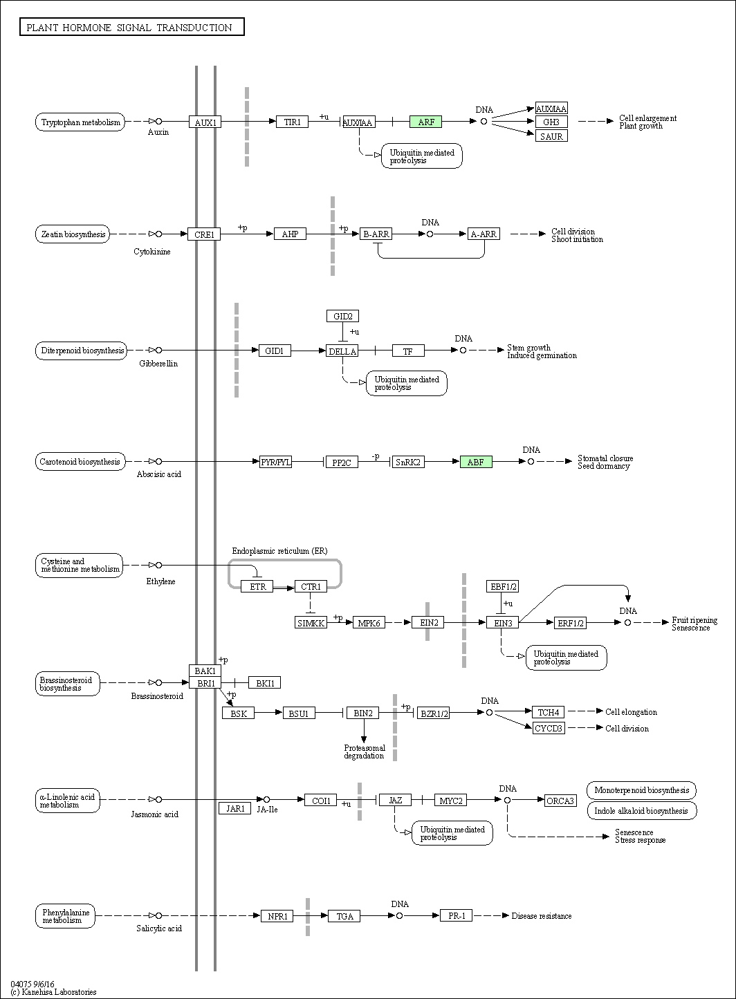 PLANT HORMONE SIGNAL TRANSDUCTION
Tryptophan metabolism
Auxin
AUX1
TIR1
+u
AUX/IAA
ARF
DNA
AUX/IAA
GH3
SAUR
Cell enlargement
Plant growth
Ubiquitin mediated
proteolysis
Zeatin biosynthesis
Cytokinine
CRE1
+p
AHP
+p
B-ARR
DNA
A-ARR
Cell division
Shoot initiation
GID2
+u
Diterpenoid biosynthesis
Gibberellin
GID1
DELLA
TF
DNA
Stem growth
Induced germination
Ubiquitin mediated
proteolysis
Carotenoid biosynthesis
Abscisic acid
PYR/PYL
PP2C
-p
SnRK2
ABF
DNA
Stomatal closure
Seed dormancy
Endoplasmic reticulum (ER)
Cysteine and
methionine metabolism
Ethylene
ETR
CTR1
SIMKK
+p
MPK6
EIN2
EBF1/2
+u
EIN3
ERF1/2
DNA
Fruit ripening
Senescence
Ubiquitin mediated
proteolysis
Brassinosteroid
biosynthesis
Brassinosteroid
BAK1
+p
BRI1
BKI1
+p
BSK
BSU1
BIN2
+p
BZR1/2
DNA
TCH4
Cell elongation
CYCD3
Cell division
Proteasomal
degradation
α-Linolenic acid
metabolism
Jasmonic acid
JAR1
JA-Ile
COI1
+u
JAZ
MYC2
DNA
ORCA3
Monoterpenoid biosynthesis
Indole alkaloid biosynthesis
Ubiquitin mediated
proteolysis
Senescence
Stress response
Phenylalanine
metabolism
Salicylic acid
NPR1
TGA
DNA
PR-1
Disease resistance
04075 9/6/16
(c) Kanehisa Laboratories